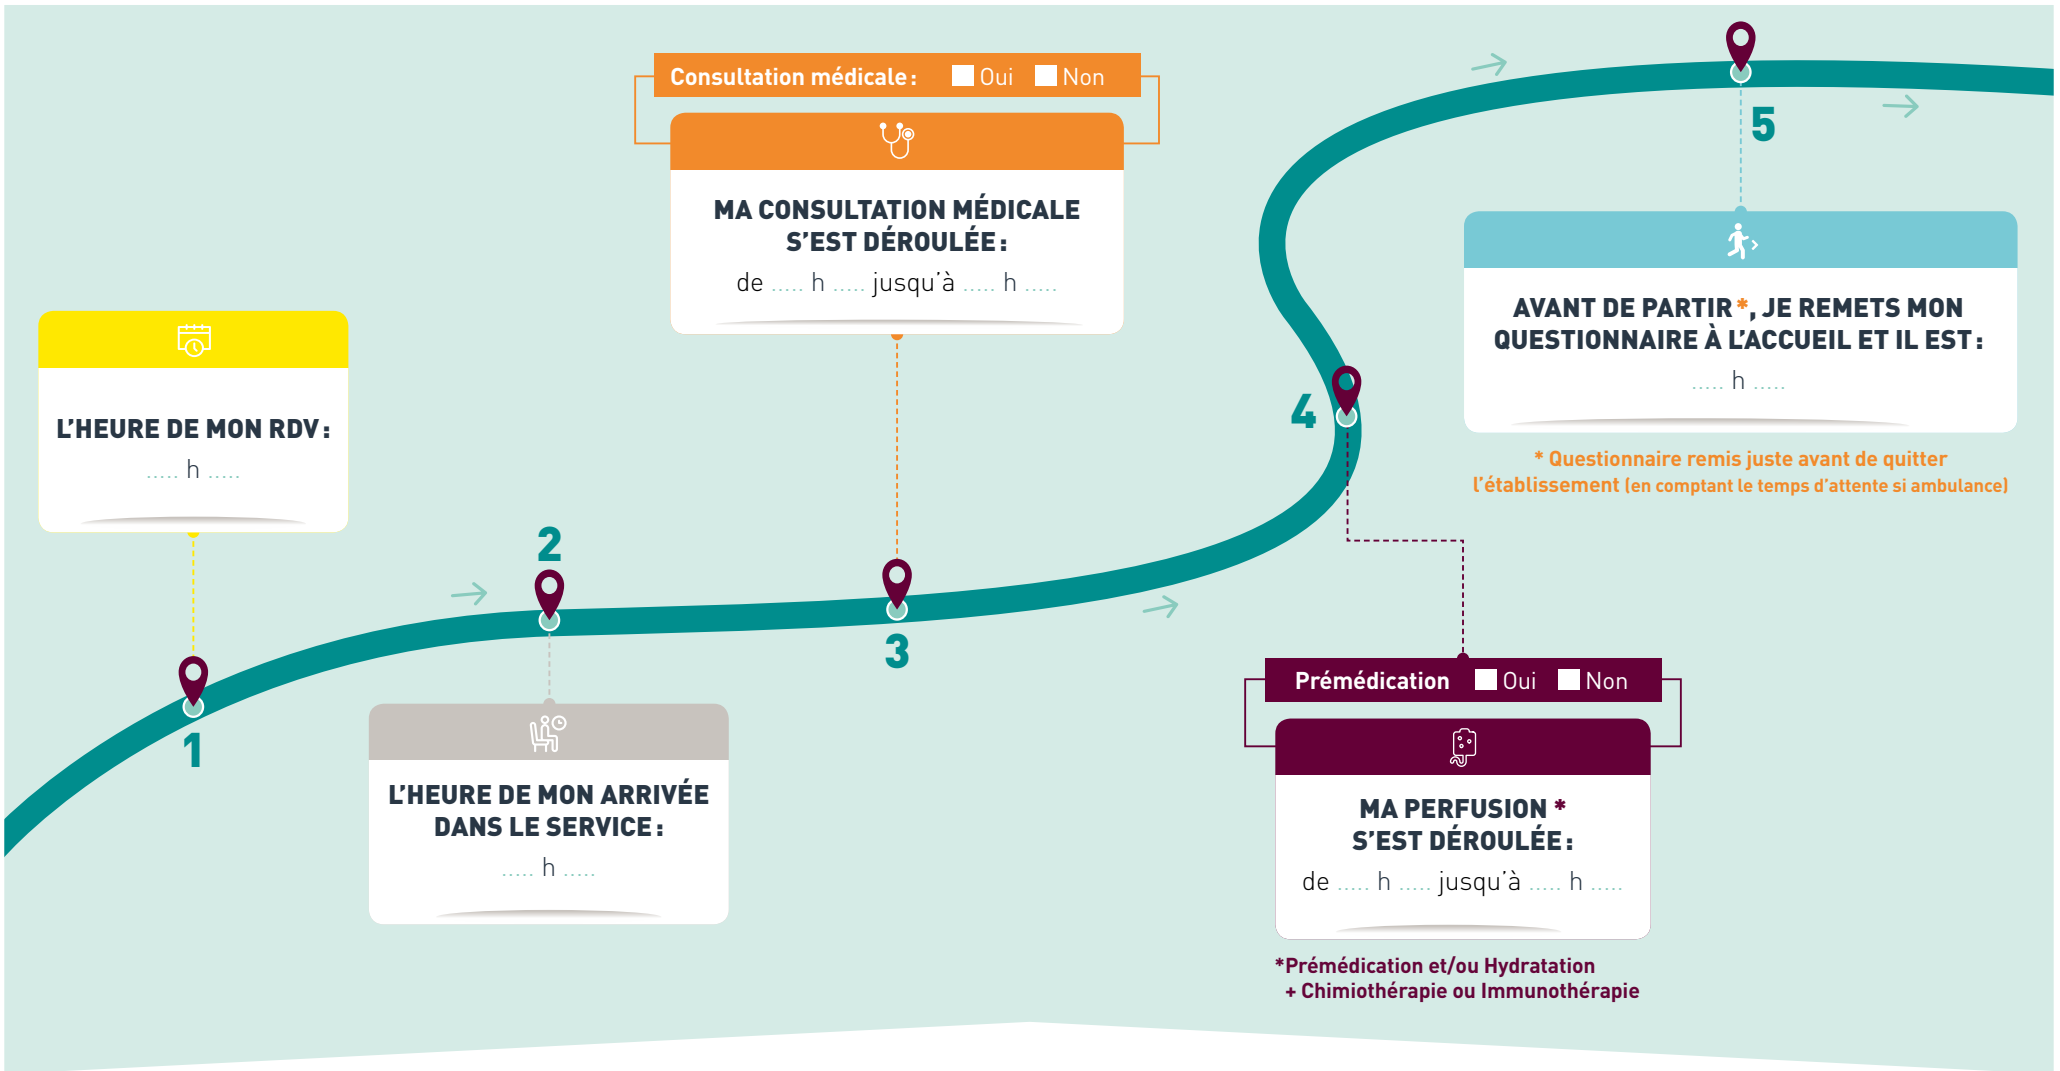 1
L'HEURE DE MON RDV :
..... h .....
2
L'HEURE DE MON ARRIVÉE
DANS LE SERVICE :
..... h .....
3
Consultation médicale : Oui Non
MA CONSULTATION MÉDICALE
S'EST DÉROULÉE :
de ..... h ..... jusqu'à ..... h .....
4
Prémédication Oui Non
MA PERFUSION *
S'EST DÉROULÉE :
de ..... h ..... jusqu'à ..... h .....
*Prémédication et/ou Hydratation
+ Chimiothérapie ou Immunothérapie
5
AVANT DE PARTIR*, JE REMETS MON
QUESTIONNAIRE À L'ACCUEIL ET IL EST :
..... h .....
* Questionnaire remis juste avant de quitter
l'établissement (en comptant le temps d'attente si ambulance)